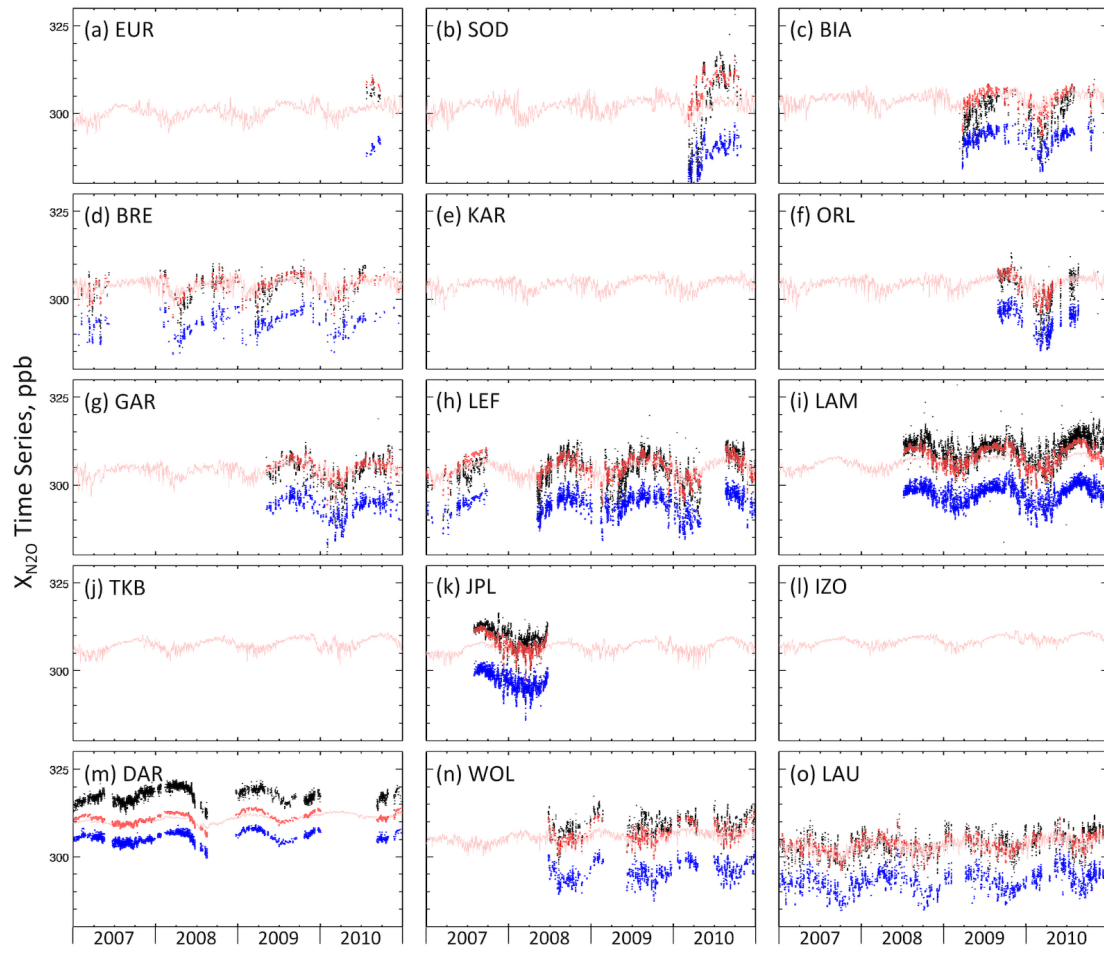 (a) EUR
(b) SOD
(c) BIA
325
300
(d) BRE
(e) KAR
(f) ORL
325
300
(g) GAR
(h) LEF
(i) LAM
325
300
X_N2O Time Series, ppb
(j) TKB
(k) JPL
(l) IZO
325
300
(m) DAR
(n) WOL
(o) LAU
325
300
2007 2008 2009 2010 2007 2008 2009 2010 2007 2008 2009 2010